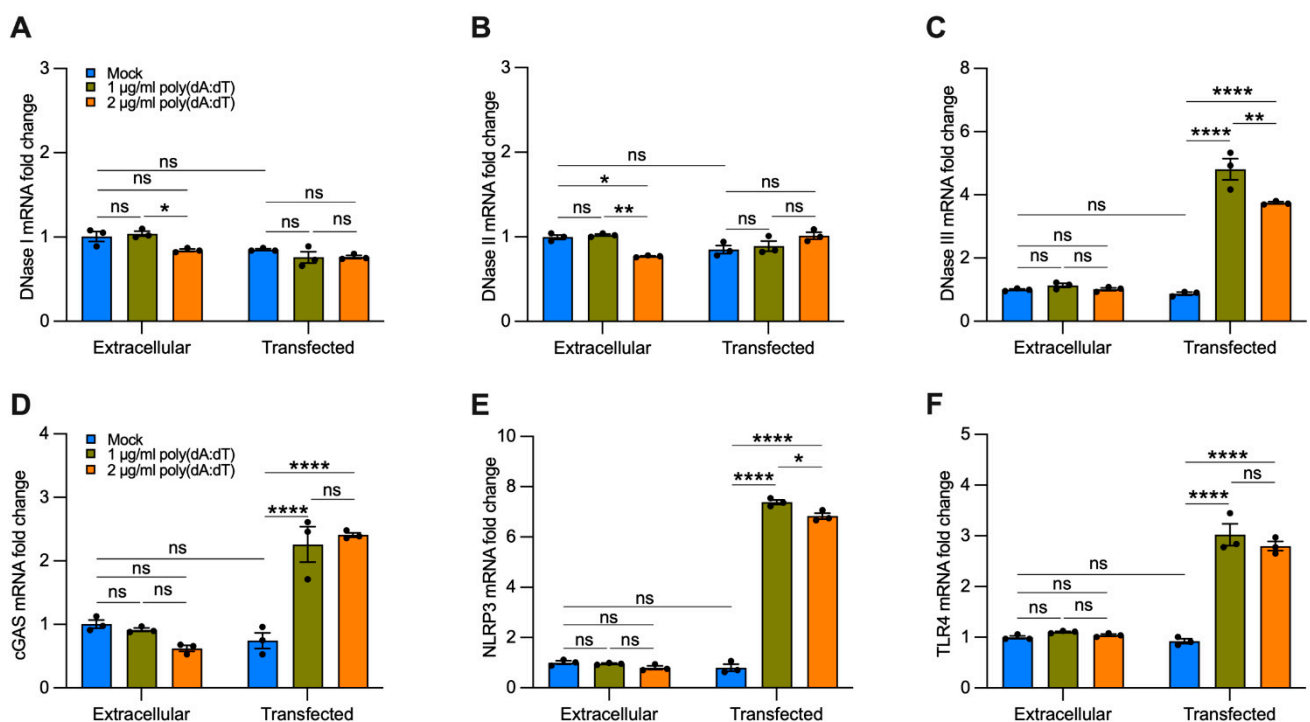 A
DNase I mRNA fold change
3
2
1
0
Mock
1 µg/ml poly(dA:dT)
2 µg/ml poly(dA:dT)
ns
ns
ns
*
ns
ns
ns
Extracellular
Transfected
B
DNase II mRNA fold change
3
2
1
0
ns
*
ns
**
ns
ns
ns
Extracellular
Transfected
C
DNase III mRNA fold change
8
6
4
2
0
ns
ns
ns
ns
****
****
**
Extracellular
Transfected
D
cGAS mRNA fold change
4
3
2
1
0
Mock
1 µg/ml poly(dA:dT)
2 µg/ml poly(dA:dT)
ns
ns
ns
ns
****
****
ns
Extracellular
Transfected
E
NLRP3 mRNA fold change
10
8
6
4
2
0
ns
ns
ns
ns
****
****
*
Extracellular
Transfected
F
TLR4 mRNA fold change
5
4
3
2
1
0
ns
ns
ns
ns
****
****
ns
Extracellular
Transfected